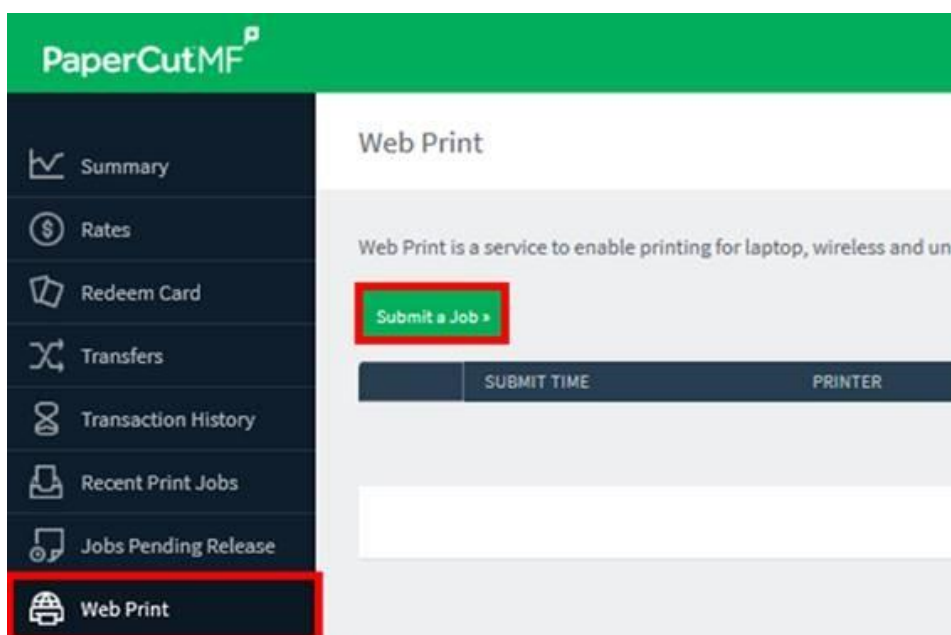 PaperCutMF
Summary
Rates
Redeem Card
Transfers
Transaction History
Recent Print Jobs
Jobs Pending Release
Web Print
Web Print
Web Print is a service to enable printing for laptop, wireless and un
Submit a Job »
SUBMIT TIME PRINTER